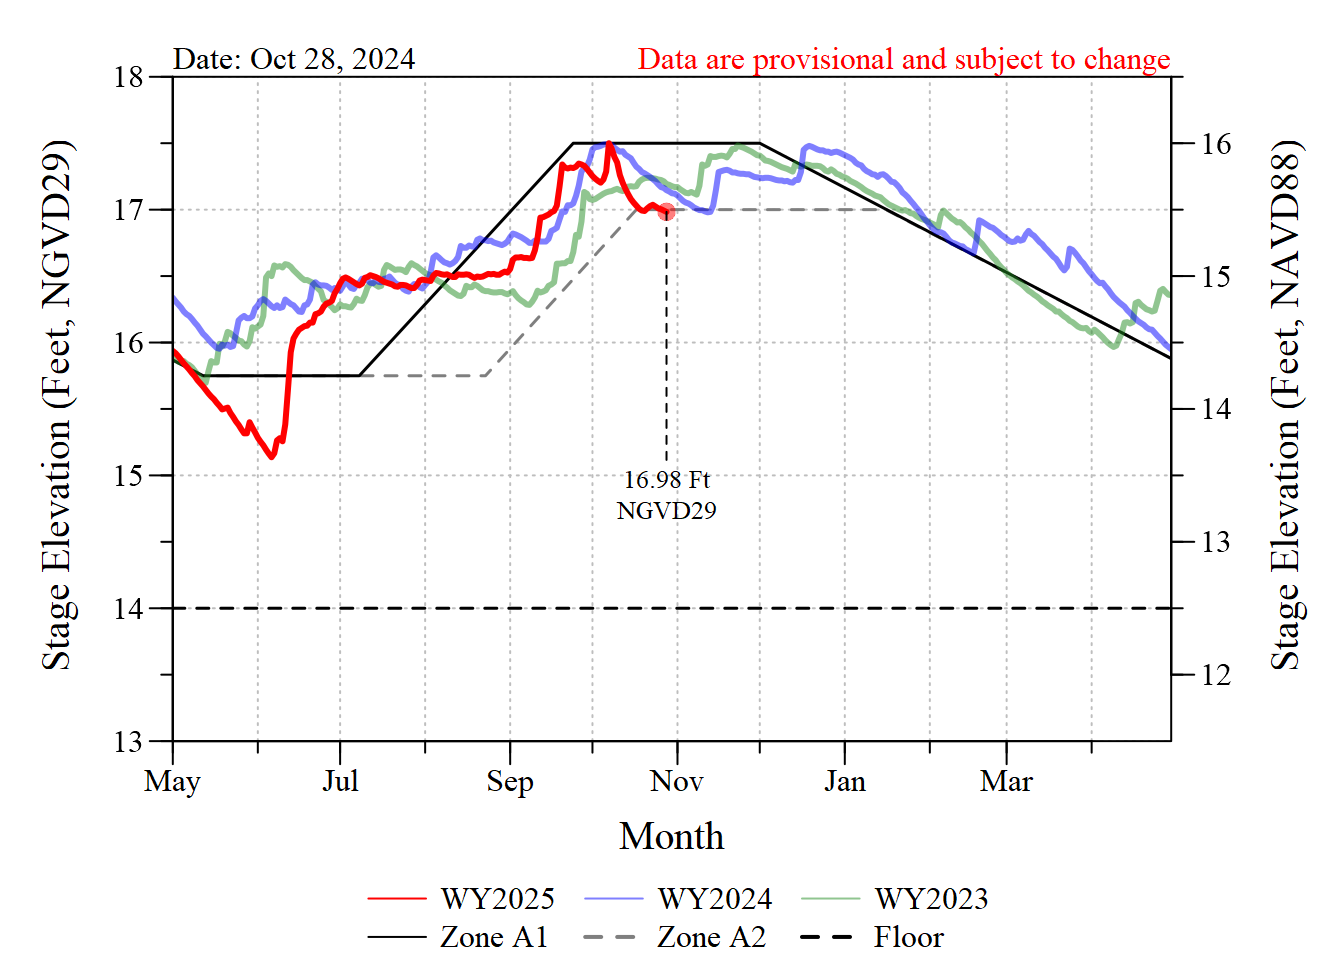 Date: Oct 28, 2024
Data are provisional and subject to change
Stage Elevation (Feet, NGVD29)
18
17
16
15
14
13
16
15
14
13
12
Stage Elevation (Feet, NAVD88)
16.98 Ft
NGVD29
May Jul Sep Nov Jan Mar
Month
WY2025 WY2024 WY2023
Zone A1 Zone A2 Floor